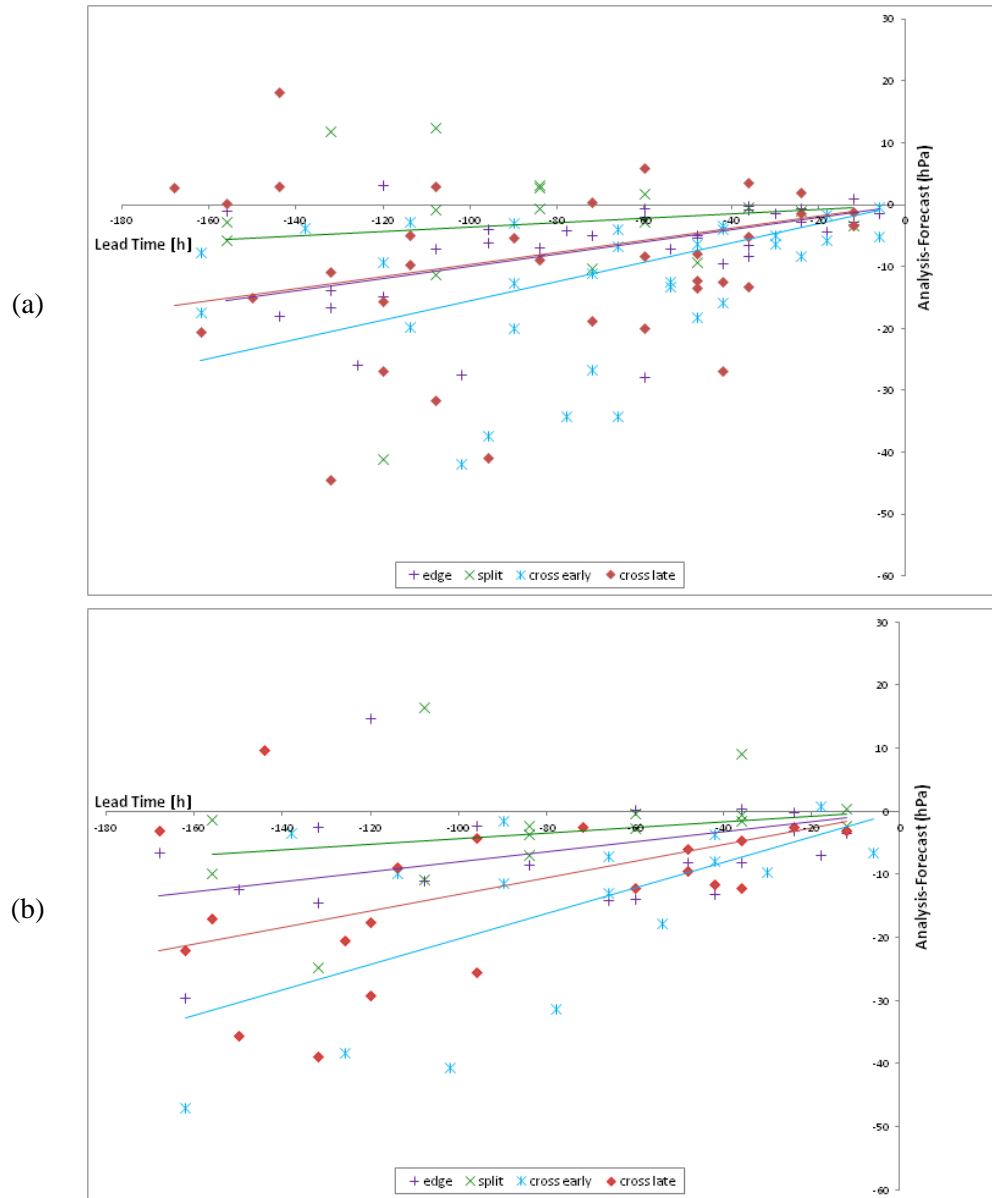 30
20
10
0
-180 -160 -140 -120 -100 -80 -60 -40 -20 0
Lead Time [h]
-10
-20
-30
-40
-50
-60
Analysis-Forecast (hPa)
(a)
edge split cross early cross late
30
20
10
Lead Time [h]
0
-180 -160 -140 -120 -100 -80 -60 -40 -20 0
-10
-20
-30
-40
-50
-60
Analysis-Forecast (hPa)
(b)
edge split cross early cross late